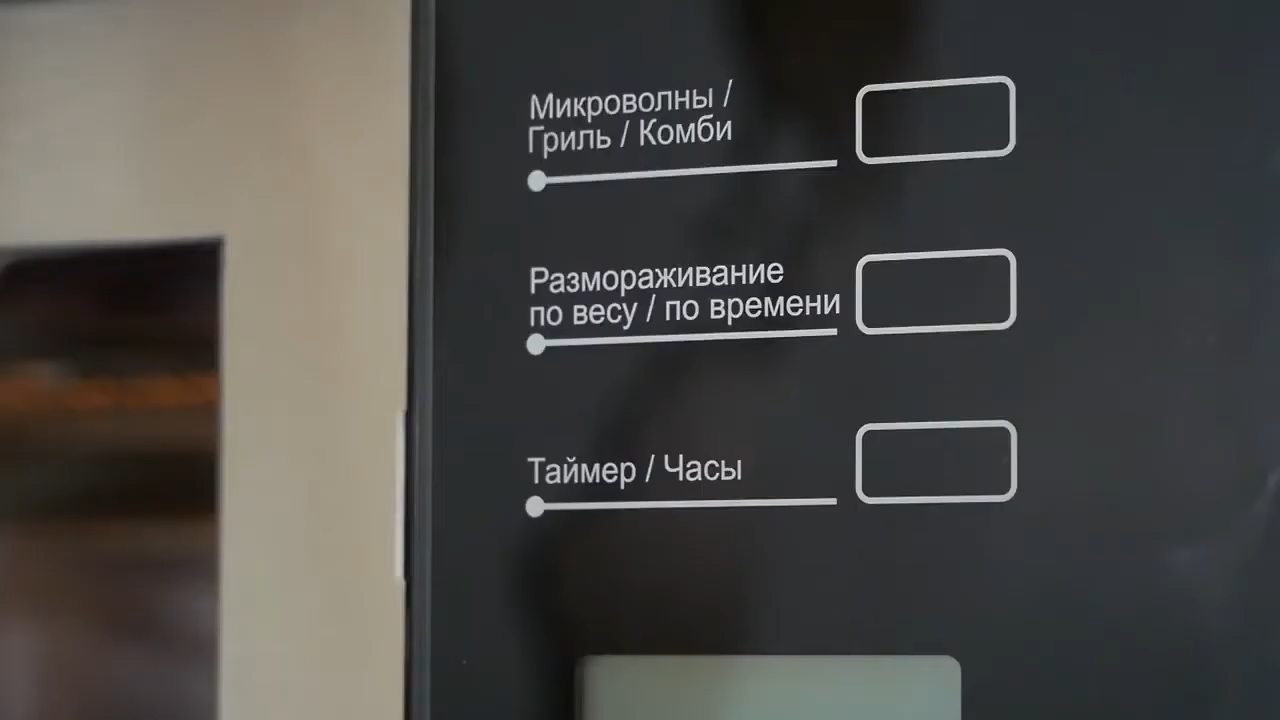 Микроволны /
Гриль / Комби
Размораживание
по весу / по времени
Таймер / Часы